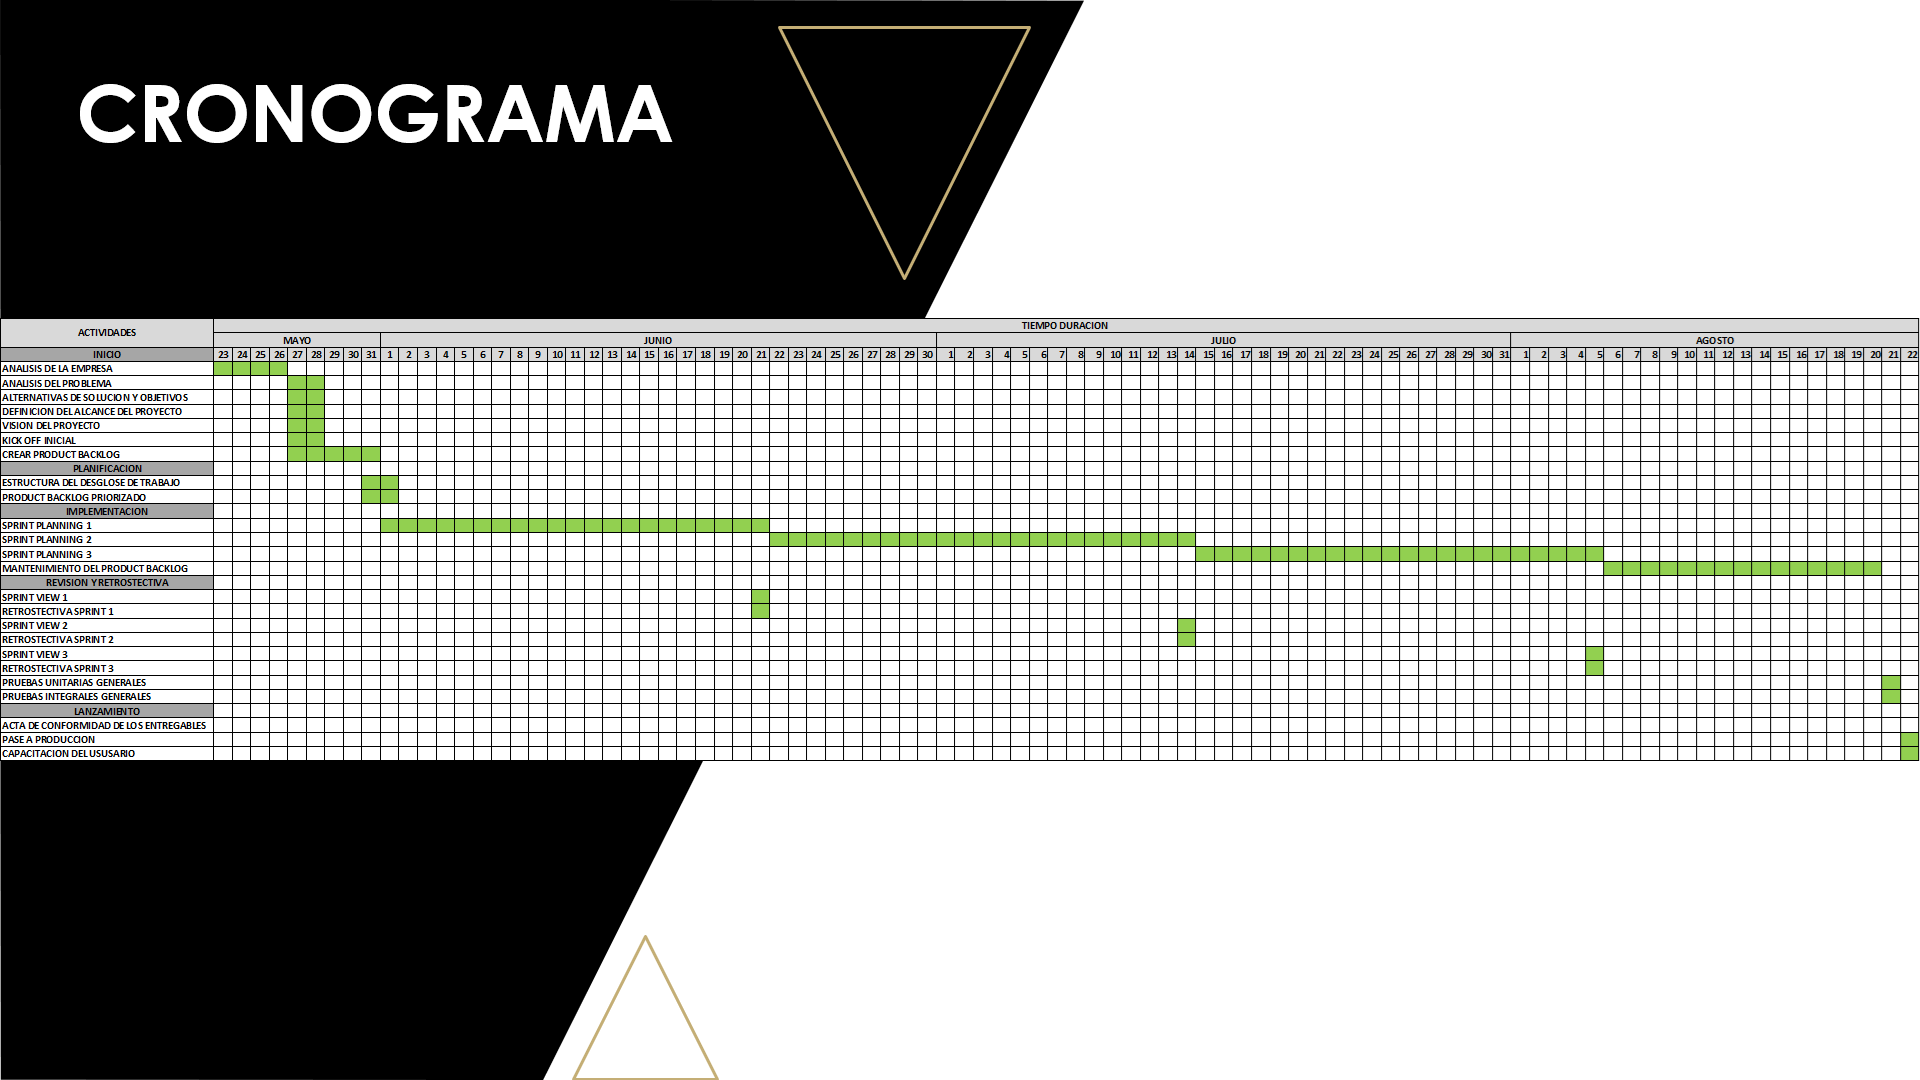 CRONOGRAMA
ACTIVIDADES
TIEMPO DURACION
MAYO JUNIO JULIO AGOSTO
INICIO 23 24 25 26 27 28 29 30 31 1 2 3 4 5 6 7 8 9 10 11 12 13 14 15 16 17 18 19 20 21 22 23 24 25 26 27 28 29 30 1 2 3 4 5 6 7 8 9 10 11 12 13 14 15 16 17 18 19 20 21 22 23 24 25 26 27 28 29 30 31 1 2 3 4 5 6 7 8 9 10 11 12 13 14 15 16 17 18 19 20 21 22
ANALISIS DE LA EMPRESA
ANALISIS DEL PROBLEMA
ALTERNATIVAS DE SOLUCION Y OBJETIVOS
DEFINICION DEL ALCANCE DEL PROYECTO
VISION DEL PROYECTO
KICK OFF INICIAL
CREAR PRODUCT BACKLOG
PLANIFICACION
ESTRUCTURA DEL DESGLOSE DE TRABAJO
PRODUCT BACKLOG PRIORIZADO
IMPLEMENTACION
SPRINT PLANNING 1
SPRINT PLANNING 2
SPRINT PLANNING 3
MANTENIMIENTO DEL PRODUCT BACKLOG
REVISION Y RETROSTECTIVA
SPRINT VIEW 1
RETROSTECTIVA SPRINT 1
SPRINT VIEW 2
RETROSTECTIVA SPRINT 2
SPRINT VIEW 3
RETROSTECTIVA SPRINT 3
PRUEBAS UNITARIAS GENERALES
PRUEBAS INTEGRALES GENERALES
LANZAMIENTO
ACTA DE CONFORMIDAD DE LOS ENTREGABLES
PASE A PRODUCCION
CAPACITACION DEL USUSARIO